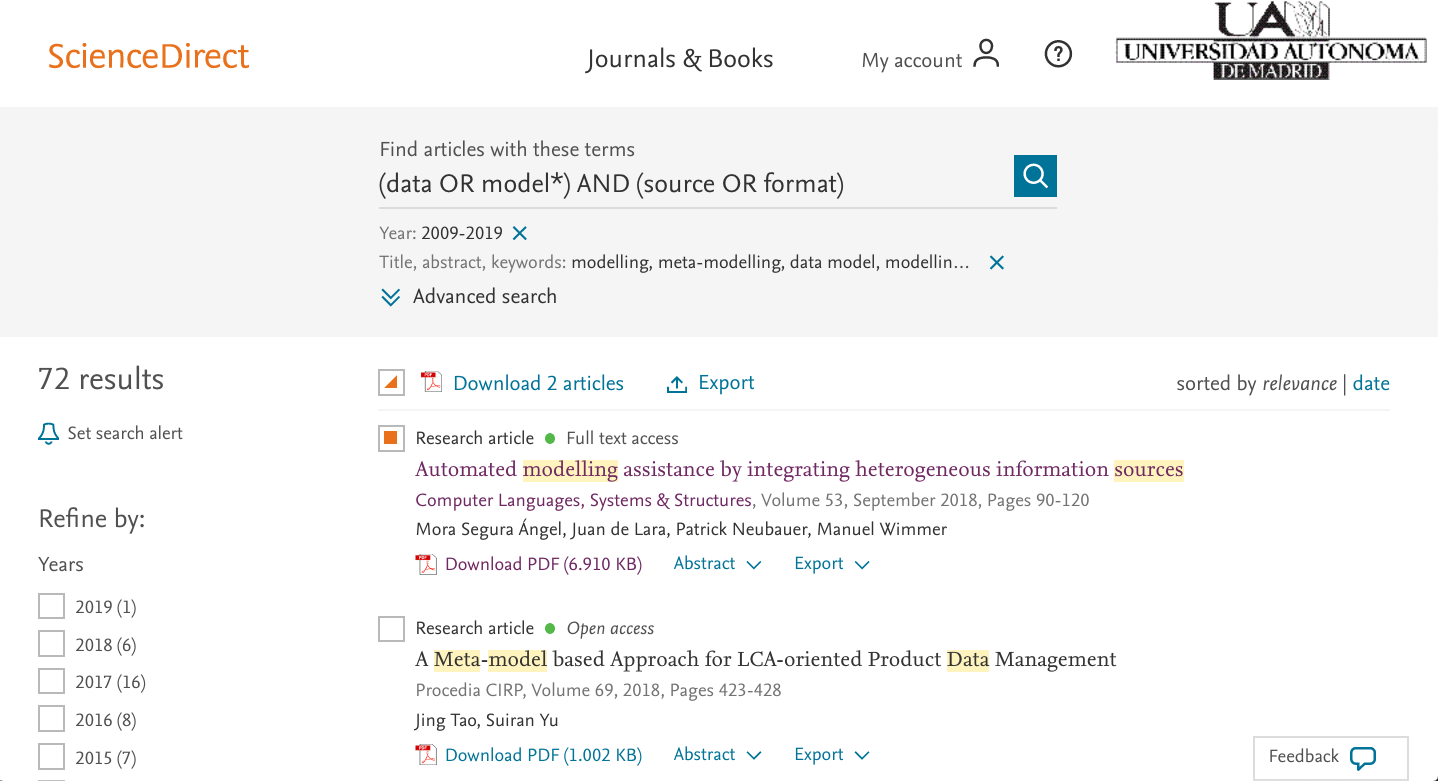 ScienceDirect
Journals & Books
My account
UA
UNIVERSIDAD AUTONOMA
DE MADRID
Find articles with these terms
(data OR model*) AND (source OR format)
Year: 2009-2019
Title, abstract, keywords: modelling, meta-modelling, data model, modellin…
Advanced search
72 results
Set search alert
Refine by:
Years
2019 (1)
2018 (6)
2017 (16)
2016 (8)
2015 (7)
Download 2 articles
Export
sorted by relevance | date
Research article Full text access
Automated modelling assistance by integrating heterogeneous information sources
Computer Languages, Systems & Structures, Volume 53, September 2018, Pages 90-120
Mora Segura Ángel, Juan de Lara, Patrick Neubauer, Manuel Wimmer
PDF Download PDF (6.910 KB) Abstract Export
Research article Open access
A Meta-model based Approach for LCA-oriented Product Data Management
Procedia CIRP, Volume 69, 2018, Pages 423-428
Jing Tao, Suiran Yu
PDF Download PDF (1.002 KB) Abstract Export
Feedback